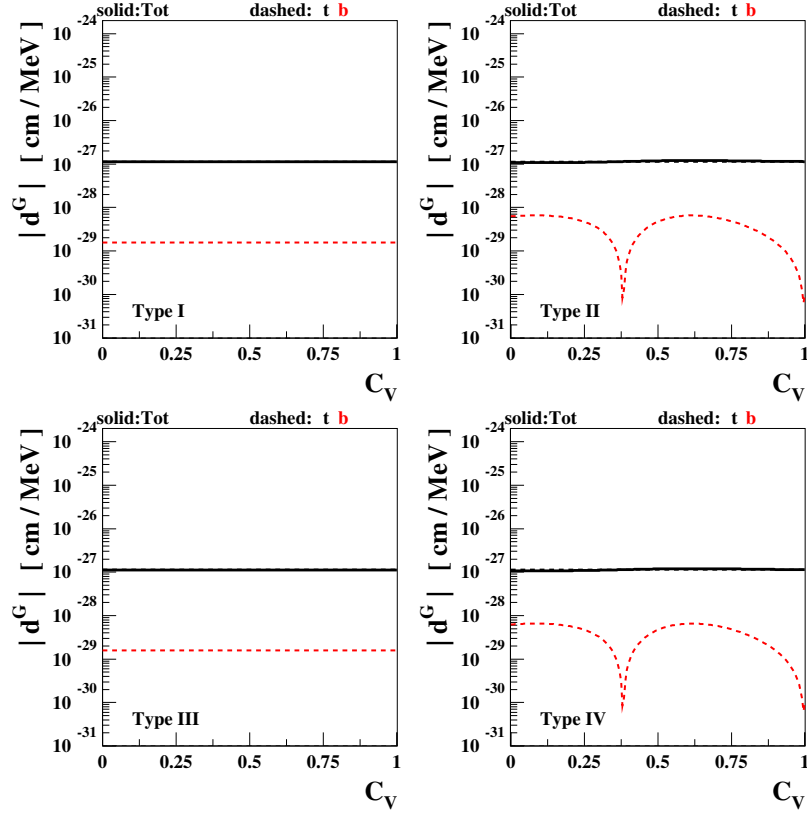 solid:Tot dashed: t b
| d^G | [ cm / MeV ]
10^-24
10^-25
10^-26
10^-27
10^-28
10^-29
10^-30
10^-31
Type I
0 0.25 0.5 0.75 1
C_V
solid:Tot dashed: t b
| d^G | [ cm / MeV ]
10^-24
10^-25
10^-26
10^-27
10^-28
10^-29
10^-30
10^-31
Type II
0 0.25 0.5 0.75 1
C_V
solid:Tot dashed: t b
| d^G | [ cm / MeV ]
10^-24
10^-25
10^-26
10^-27
10^-28
10^-29
10^-30
10^-31
Type III
0 0.25 0.5 0.75 1
C_V
solid:Tot dashed: t b
| d^G | [ cm / MeV ]
10^-24
10^-25
10^-26
10^-27
10^-28
10^-29
10^-30
10^-31
Type IV
0 0.25 0.5 0.75 1
C_V